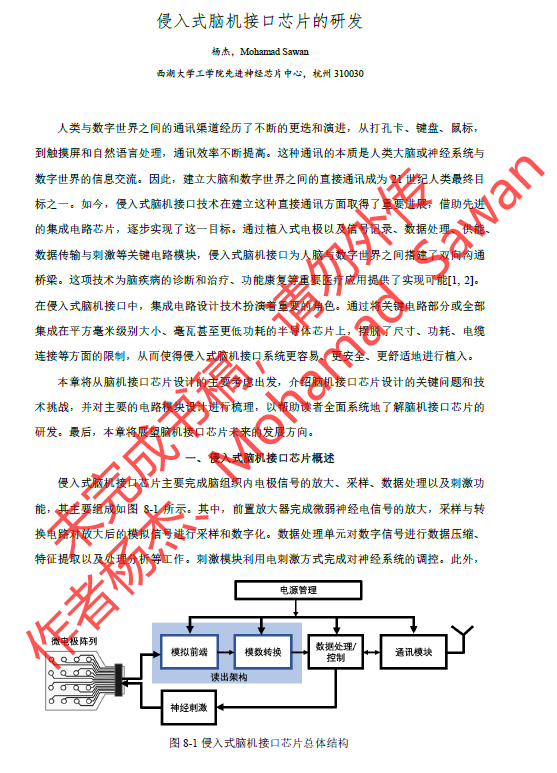 侵入式脑机接口芯片的研发
杨杰，Mohamad Sawan
西湖大学工学院先进神经芯片中心，杭州 310030
人类与数字世界之间的通讯渠道经历了不断的更迭和演进，从打孔卡、键盘、鼠标，
到触摸屏和自然语言处理，通讯效率不断提高。这种通讯的本质是人类大脑或神经系统与
数字世界的信息交流。因此，建立大脑和数字世界的直接通讯成为 21 世纪人类最终目
标之一。如今，侵入式脑机接口技术在建立这种直接通讯方面取得了重要进展，借助先进
的集成电路芯片，逐步实现了这一目标。通过植入式电极以及信号记录、数据处理、供能、
数据传输与刺激等关键电路模块，侵入式脑机接口为人脑与数字世界之间搭建了双向沟通
桥梁。这项技术为脑疾病的诊断和治疗、功能康复等重要医疗应用提供了实现可能[1, 2]。
在侵入式脑机接口中，集成电路设计技术扮演着重要的角色。通过将关键电路部分或全部
集成在平方毫米级别大小、毫瓦甚至更低功耗的半导体芯片上，摆脱了尺寸、功耗、电缆
连接等方面的限制，从而使得侵入式脑机接口系统更容易、更安全、更舒适地进行植入。
本章将从脑机接口芯片设计的主要考虑出发，介绍脑机接口芯片设计的关键问题和技
术挑战，并对主要的电路模块设计进行梳理，以帮助读者全面系统地了解脑机接口芯片的
研发。最后，本章将展望脑机接口芯片未来的发展方向。
一、侵入式脑机接口芯片概述
侵入式脑机接口芯片主要完成脑组织内电极信号的放大、采样、数据处理以及刺激功
能，其主要组成如图 8-1 所示。其中，前置放大器完成微弱神经电信号的放大，采样与转
换电路对放大后的模拟信号进行采样和数字化。数据处理单元对数字信号进行数据压缩、
特征提取以及处理分析等工作。刺激模块利用电刺激方式完成对神经系统的调控。此外，
未完成书稿，请勿外传
作者杨杰、Mohamad Sawan
电源管理
微电极阵列
模拟前端
模数转换
数据处理/
控制
通讯模块
读出架构
神经刺激
图 8-1 侵入式脑机接口芯片总体结构